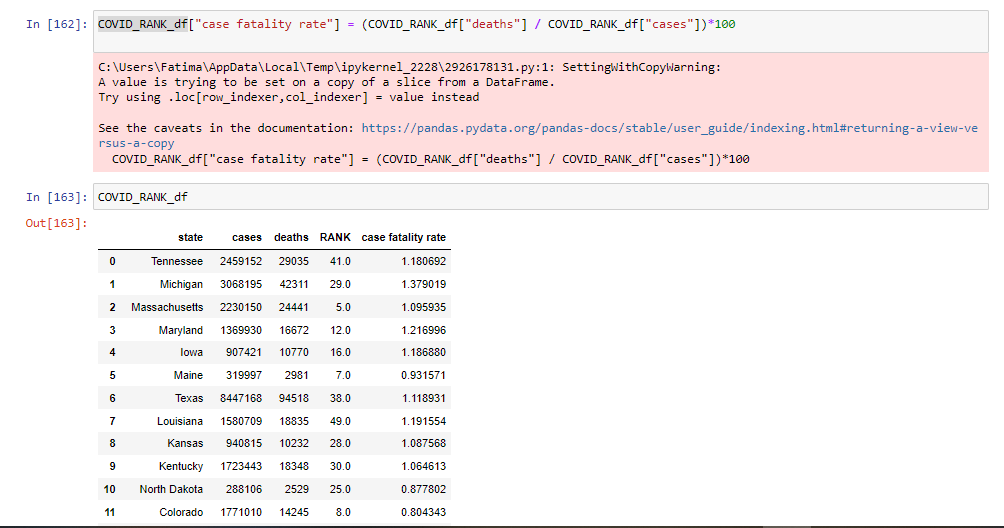 In [162]: COVID_RANK_df["case fatality rate"] = (COVID_RANK_df["deaths"] / COVID_RANK_df["cases"])*100
C:\Users\Fatima\AppData\Local\Temp\ipykernel_2228\2926178131.py:1: SettingWithCopyWarning:
A value is trying to be set on a copy of a slice from a DataFrame.
Try using .loc[row_indexer,col_indexer] = value instead
See the caveats in the documentation: https://pandas.pydata.org/pandas-docs/stable/user_guide/indexing.html#returning-a-view-ve
rsus-a-copy
COVID_RANK_df["case fatality rate"] = (COVID_RANK_df["deaths"] / COVID_RANK_df["cases"])*100
In [163]: COVID_RANK_df
Out[163]:
state cases deaths RANK case fatality rate
0 Tennessee 2459152 29035 41.0 1.180692
1 Michigan 3068195 42311 29.0 1.379019
2 Massachusetts 2230150 24441 5.0 1.095935
3 Maryland 1369930 16672 12.0 1.216996
4 Iowa 907421 10770 16.0 1.186880
5 Maine 319997 2981 7.0 0.931571
6 Texas 8447168 94518 38.0 1.118931
7 Louisiana 1580709 18835 49.0 1.191554
8 Kansas 940815 10232 28.0 1.087568
9 Kentucky 1723443 18348 30.0 1.064613
10 North Dakota 288106 2529 25.0 0.877802
11 Colorado 1771010 14245 8.0 0.804343